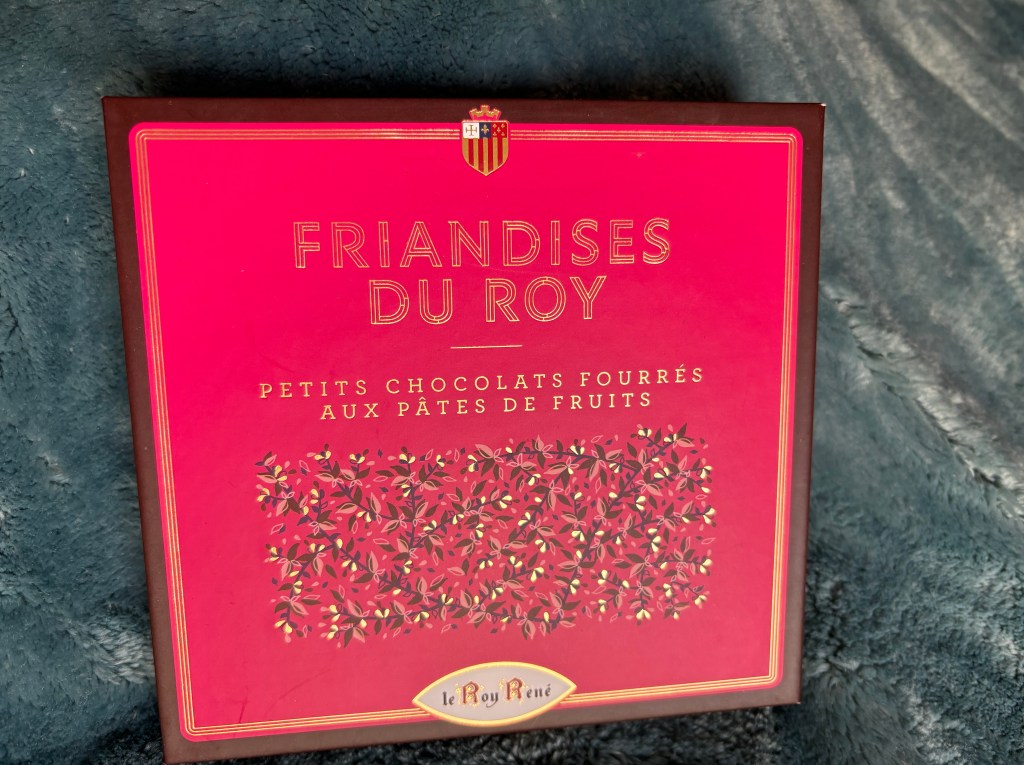 FRIANDISES
DU ROY
PETITS CHOCOLATS FOURRÉS
AUX PÂTES DE FRUITS
le Roy René